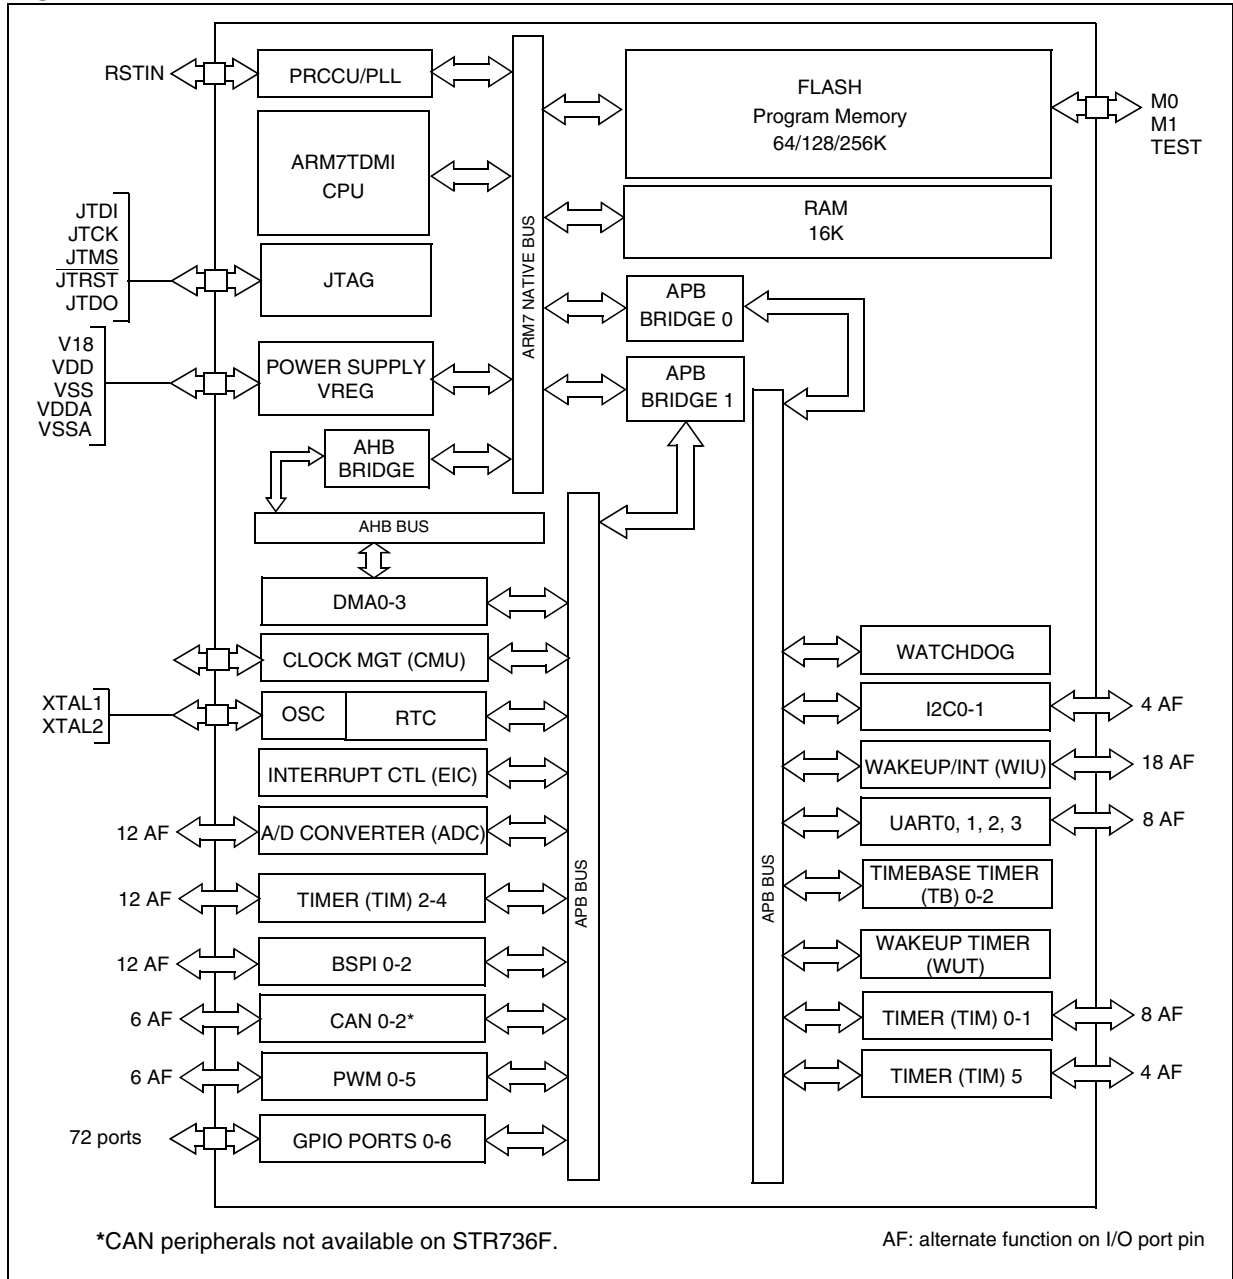 RSTIN
PRCCU/PLL
FLASH
Program Memory
64/128/256K
M0
M1
TEST
ARM7TDMI
CPU
RAM
16K
JTDI
JTCK
JTMS
JTRST
JTDO
JTAG
ARM7 NATIVE BUS
APB
BRIDGE 0
V18
VDD
VSS
VDDA
VSSA
POWER SUPPLY
VREG
APB
BRIDGE 1
AHB
BRIDGE
AHB BUS
DMA0-3
CLOCK MGT (CMU)
XTAL1
XTAL2
OSC
RTC
INTERRUPT CTL (EIC)
12 AF
A/D CONVERTER (ADC)
12 AF
TIMER (TIM) 2-4
12 AF
BSPI 0-2
6 AF
CAN 0-2*
6 AF
PWM 0-5
72 ports
GPIO PORTS 0-6
APB BUS
APB BUS
WATCHDOG
I2C0-1
4 AF
WAKEUP/INT (WIU)
18 AF
UART0, 1, 2, 3
8 AF
TIMEBASE TIMER
(TB) 0-2
WAKEUP TIMER
(WUT)
TIMER (TIM) 0-1
8 AF
TIMER (TIM) 5
4 AF
*CAN peripherals not available on STR736F.
AF: alternate function on I/O port pin